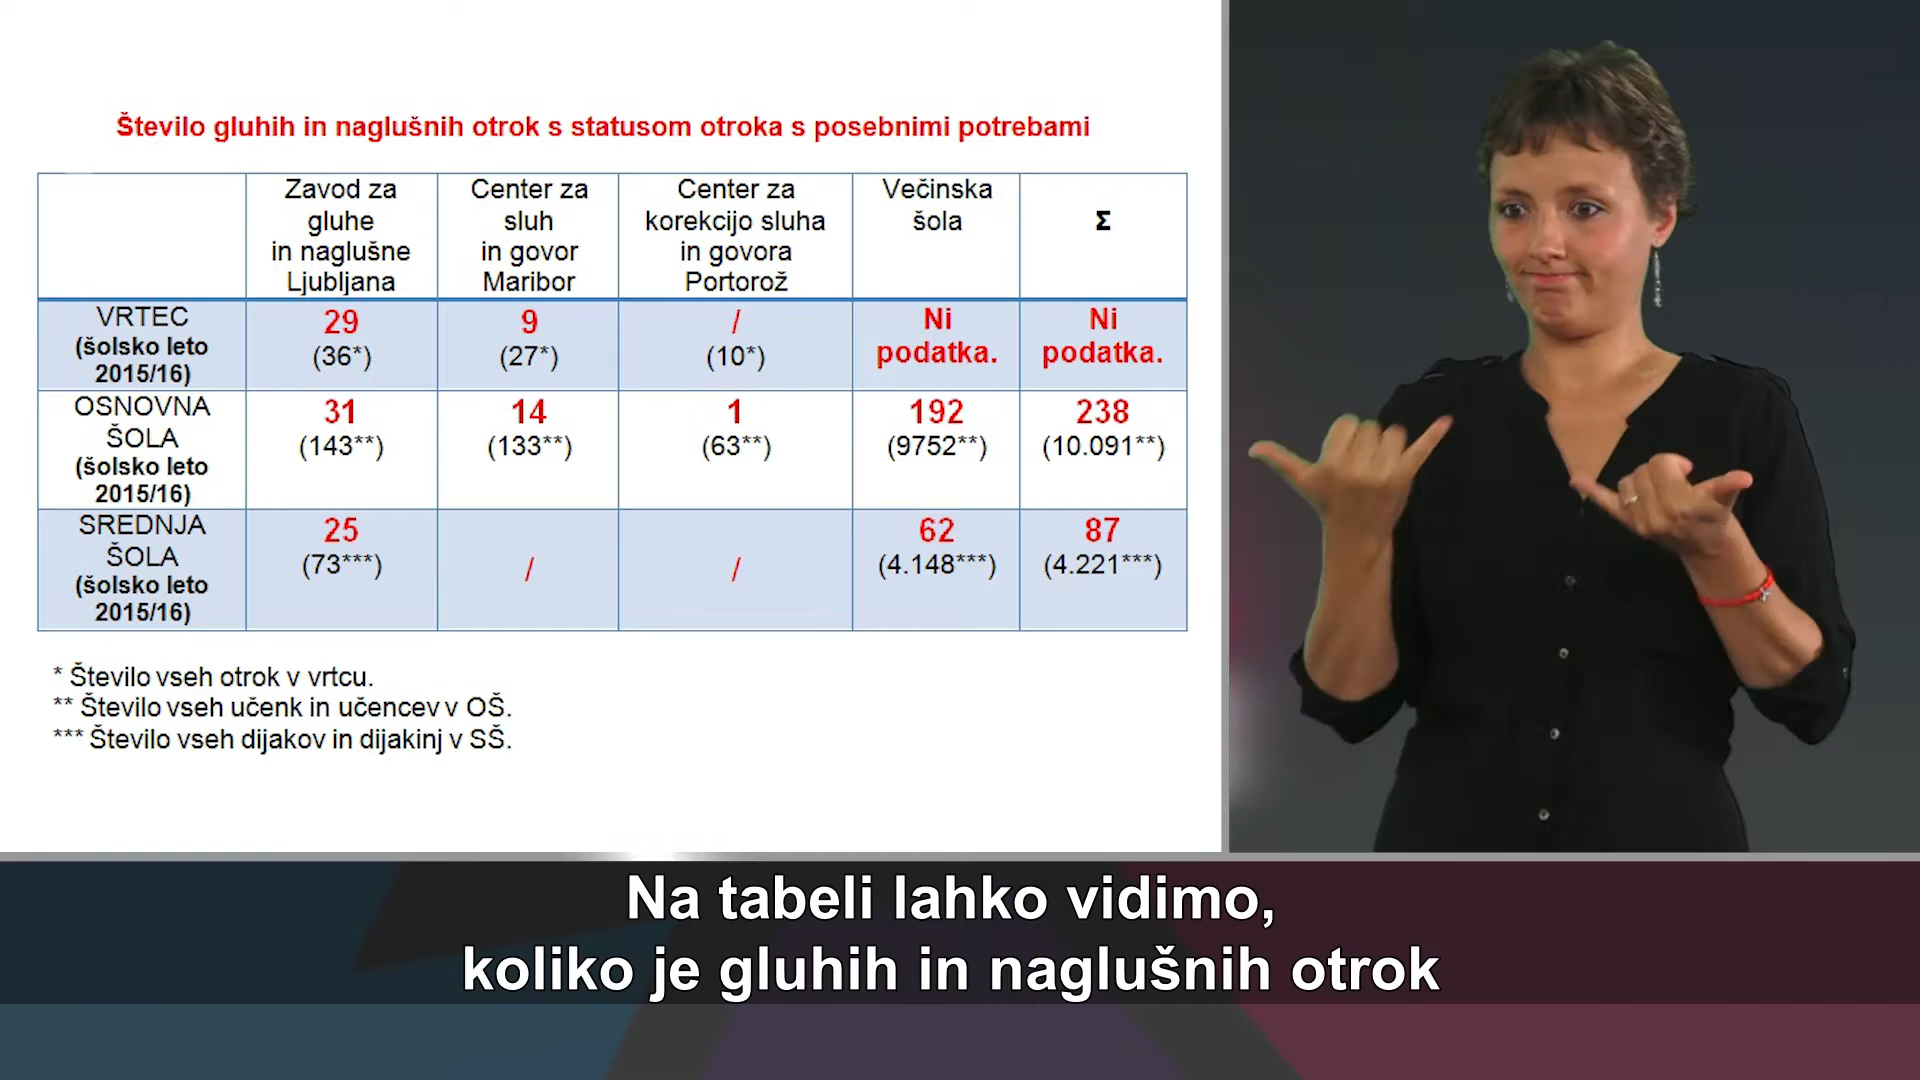 Število gluhih in naglušnih otrok s statusom otroka s posebnimi potrebami
Zavod za
gluhe
in naglušne
Ljubljana
Center za
sluh
in govor
Maribor
Center za
korekcijo sluha
in govora
Portorož
Večinska
šola
Σ
VRTEC
(šolsko leto
2015/16)
29
(36*)
9
(27*)
/
(10*)
Ni
podatka.
Ni
podatka.
OSNOVNA
ŠOLA
(šolsko leto
2015/16)
31
(143**)
14
(133**)
1
(63**)
192
(9752**)
238
(10.091**)
SREDNJA
ŠOLA
(šolsko leto
2015/16)
25
(73***)
/
/
62
(4.148***)
87
(4.221***)
* Število vseh otrok v vrtcu.
** Število vseh učenk in učencev v OŠ.
*** Število vseh dijakov in dijakinj v SŠ.
Na tabeli lahko vidimo,
koliko je gluhih in naglušnih otrok